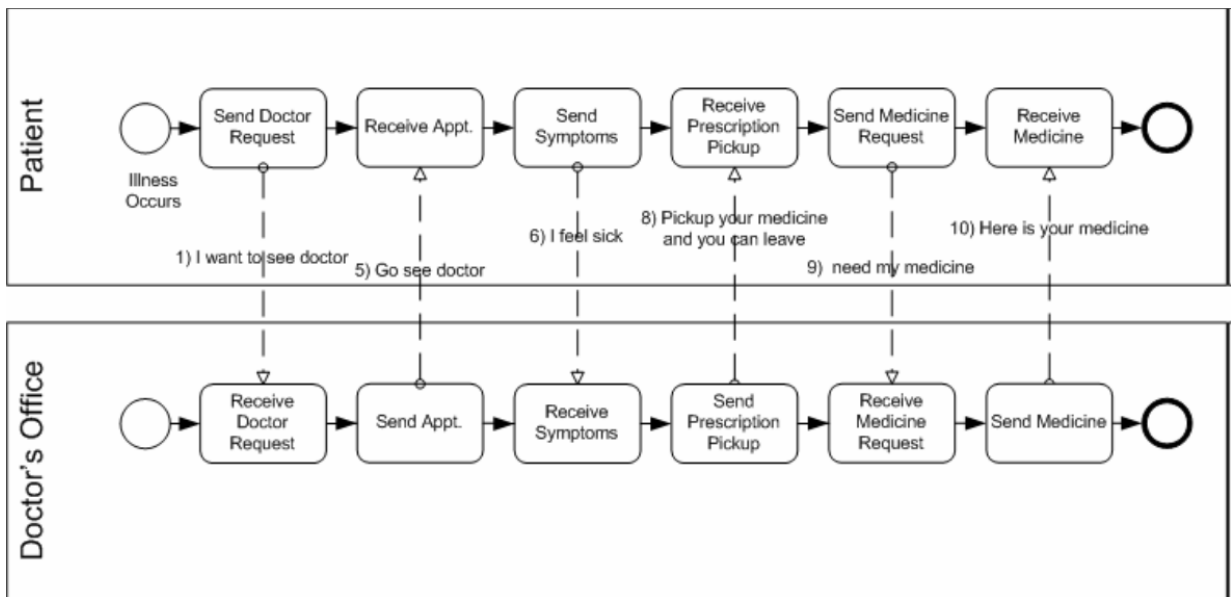 Patient
Send Doctor
Request
Receive Appt.
Send
Symptoms
Receive
Prescription
Pickup
Send Medicine
Request
Receive
Medicine
Illness
Occurs
1) I want to see doctor
5) Go see doctor
6) I feel sick
8) Pickup your medicine
and you can leave
9) need my medicine
10) Here is your medicine
Doctor's Office
Receive
Doctor
Request
Send Appt.
Receive
Symptoms
Send
Prescription
Pickup
Receive
Medicine
Request
Send Medicine